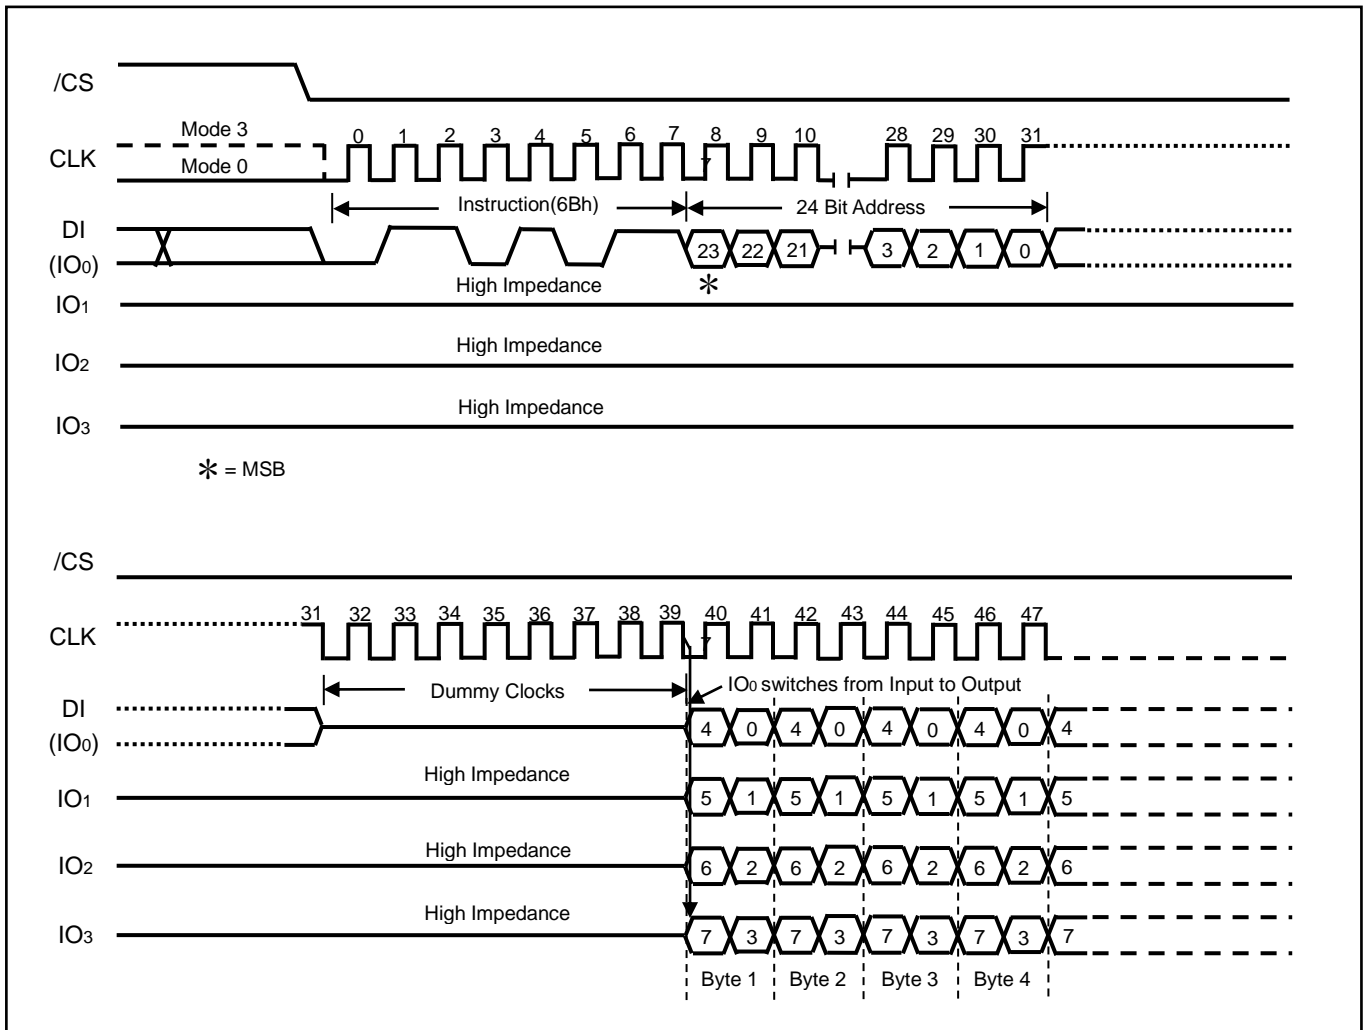 /CS
Mode 3
0 1 2 3 4 5 6 7 8 9 10 28 29 30 31
CLK
Mode 0
7
Instruction(6Bh) 24 Bit Address
DI
(IO0)
23 22 21 3 2 1 0
High Impedance *
IO1
High Impedance
IO2
High Impedance
IO3
* = MSB
/CS
31 32 33 34 35 36 37 38 39 40 41 42 43 44 45 46 47
CLK
7
Dummy Clocks IO0 switches from Input to Output
DI
(IO0)
4 0 4 0 4 0 4 0 4
High Impedance
IO1
5 1 5 1 5 1 5 1 5
High Impedance
IO2
6 2 6 2 6 2 6 2 6
High Impedance
IO3
7 3 7 3 7 3 7 3 7
Byte 1 Byte 2 Byte 3 Byte 4